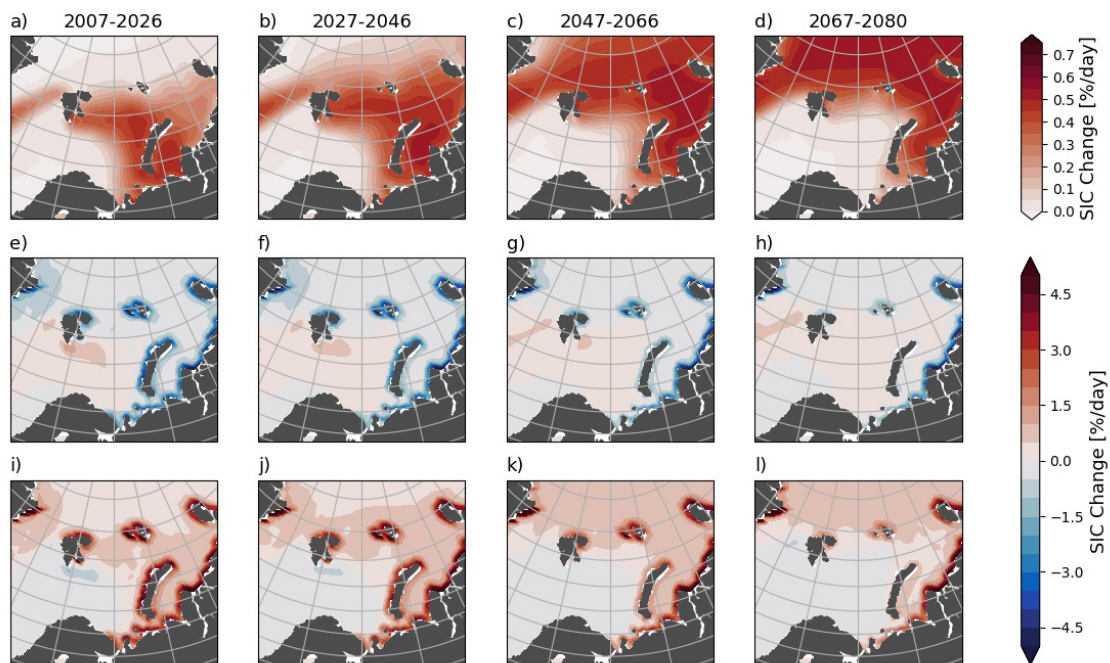 a) 2007-2026
b) 2027-2046
c) 2047-2066
d) 2067-2080
0.7
0.6
0.5
0.4
0.3
0.2
0.1
0.0
SIC Change [%/day]
e)
f)
g)
h)
4.5
3.0
1.5
0.0
−1.5
−3.0
−4.5
SIC Change [%/day]
i)
j)
k)
l)